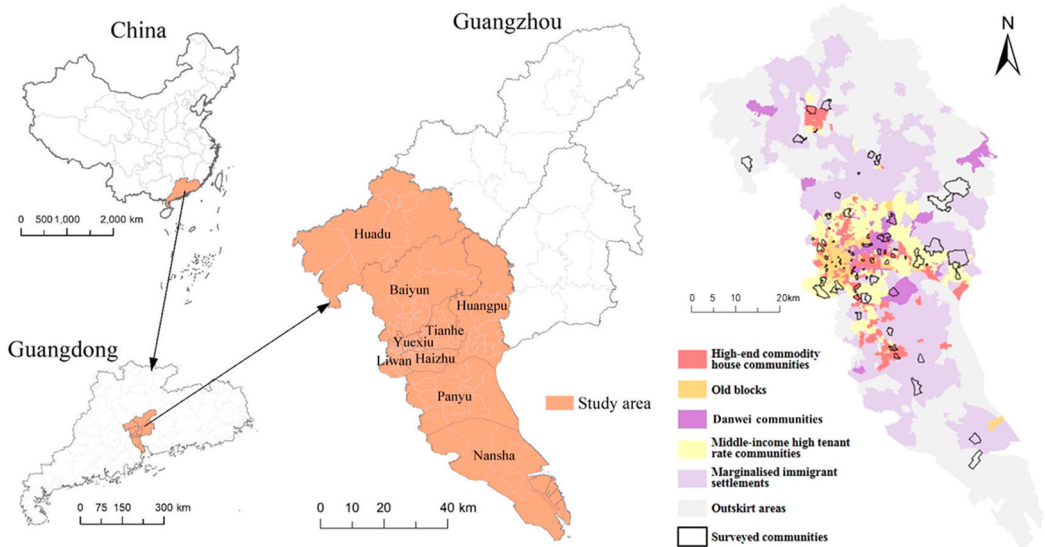 China
0 500 1,000 2,000 km
Guangdong
0 75 150 300 km
Guangzhou
Huadu
Baiyun
Huangpu
Tianhe
Yuexiu
Liwan
Haizhu
Panyu
Nansha
Study area
0 20 40 km
N
0 5 10 20km
High-end commodity
house communities
Old blocks
Danwei communities
Middle-income high tenant
rate communities
Marginalised immigrant
settlements
Outskirt areas
Surveyed communities